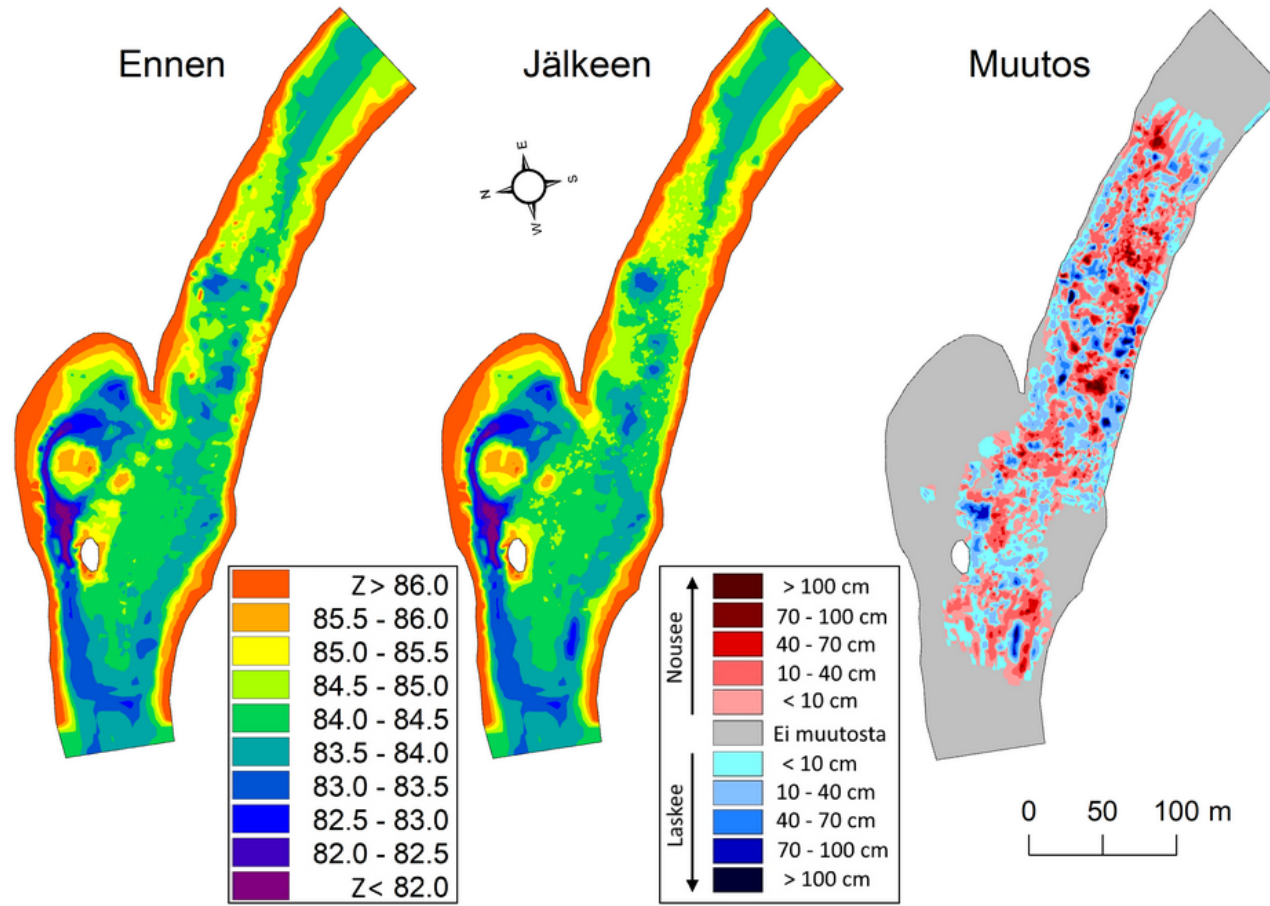 Ennen
Jälkeen
Muutos
E
N
S
W
Z > 86.0
85.5 - 86.0
85.0 - 85.5
84.5 - 85.0
84.0 - 84.5
83.5 - 84.0
83.0 - 83.5
82.5 - 83.0
82.0 - 82.5
Z < 82.0
Nousee
> 100 cm
70 - 100 cm
40 - 70 cm
10 - 40 cm
< 10 cm
Ei muutosta
Laskee
< 10 cm
10 - 40 cm
40 - 70 cm
70 - 100 cm
> 100 cm
0 50 100 m